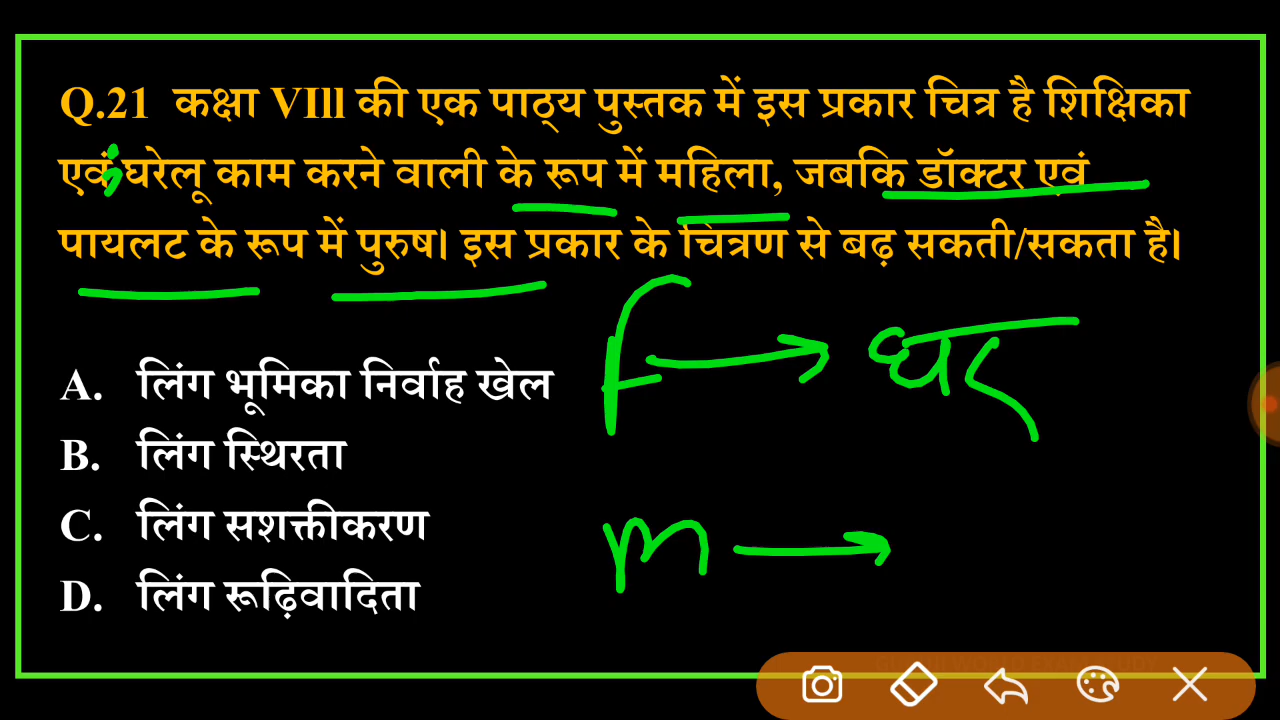 Q.21 कक्षा VIll की एक पाठ्य पुस्तक में इस प्रकार चित्र है शिक्षिका
एवं घरेलू काम करने वाली के रूप में महिला, जबकि डॉक्टर एवं
पायलट के रूप में पुरुष। इस प्रकार के चित्रण से बढ़ सकती/सकता है।
A. लिंग भूमिका निर्वाह खेल
B. लिंग स्थिरता
C. लिंग सशक्तीकरण
D. लिंग रूढ़िवादिता
f → घर
m →